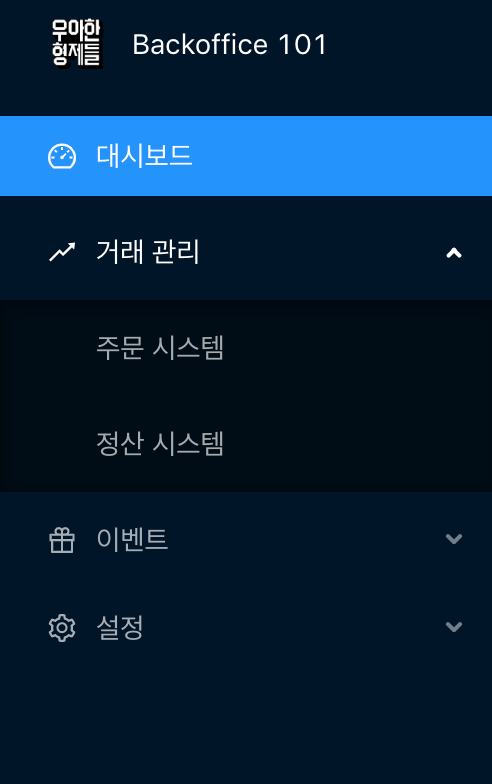 우아한
형제들
Backoffice 101
대시보드
거래 관리
주문 시스템
정산 시스템
이벤트
설정